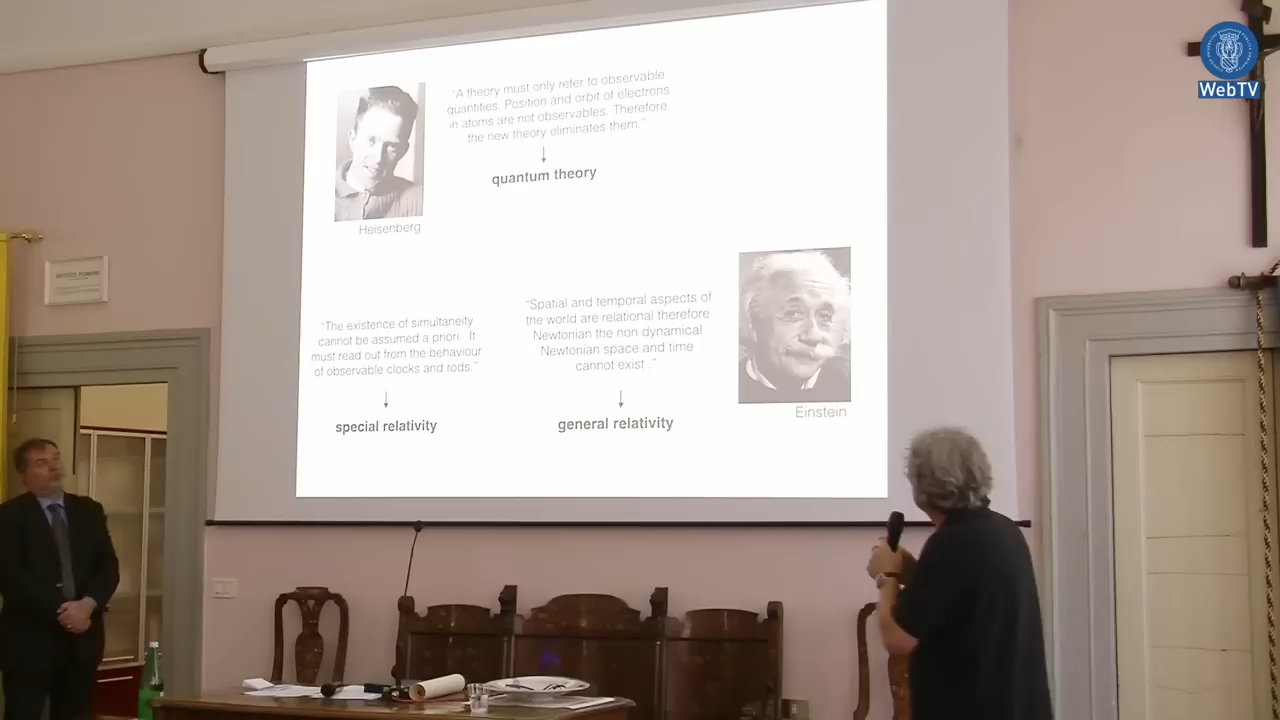 WebTV
"A theory must only refer to observable
quantities. Position and orbit of electrons
in atoms are not observables. Therefore
the new theory eliminates them."
quantum theory
Heisenberg
"Spatial and temporal aspects of
the world are relational therefore
Newtonian the non dynamical
Newtonian space and time
cannot exist ."
general relativity
Einstein
"The existence of simultaneity
cannot be assumed a priori. It
must read out from the behaviour
of observable clocks and rods."
special relativity